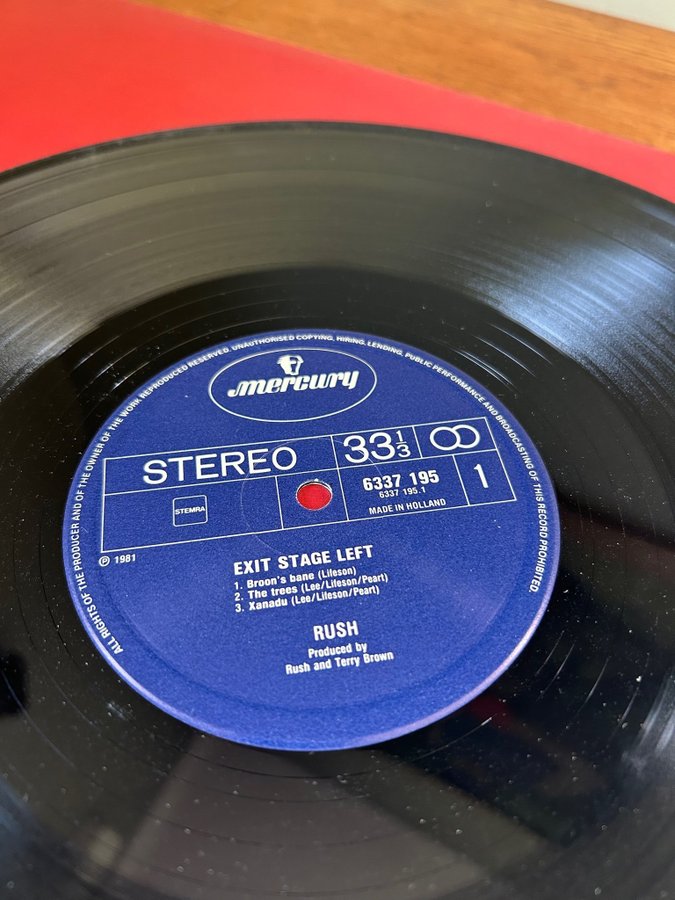 ALL RIGHTS OF THE PRODUCER AND OF THE OWNER OF THE WORK REPRODUCED RESERVED. UNAUTHORISED COPYING, HIRING, LENDING, PUBLIC PERFORMANCE AND BROADCASTING OF THIS RECORD PROHIBITED.
mercury
STEREO
33 1/3
STEMRA
6337 195
6337 195.1
MADE IN HOLLAND
1
℗ 1981
EXIT STAGE LEFT
1. Broon's bane (Lifeson)
2. The trees (Lee/Lifeson/Peart)
3. Xanadu (Lee/Lifeson/Peart)
RUSH
Produced by
Rush and Terry Brown